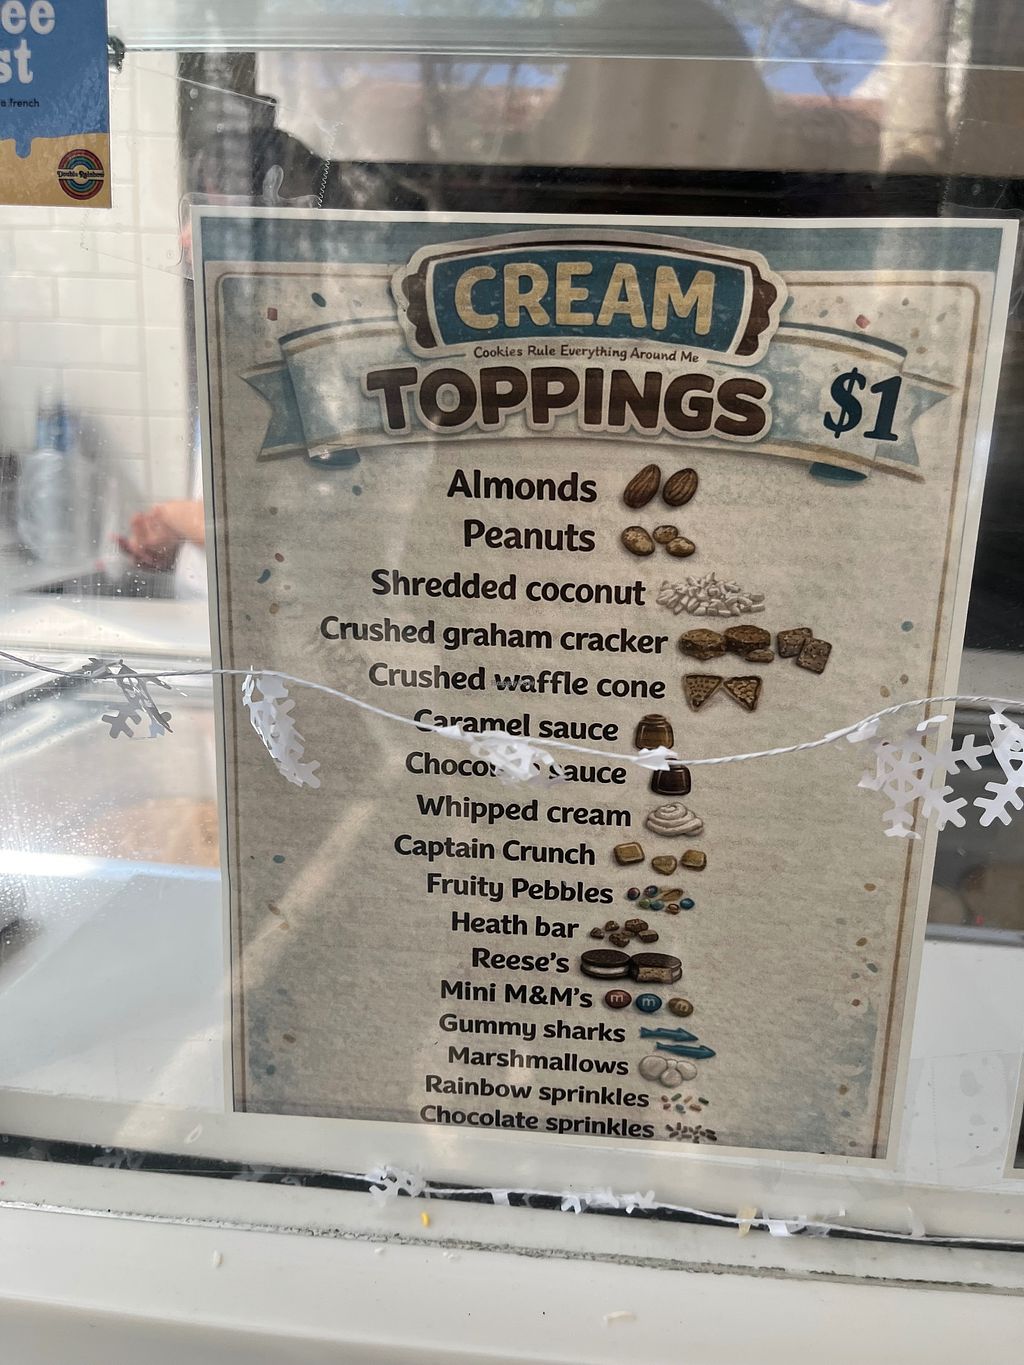 ee
st
a french
Double Rainbow
CREAM
Cookies Rule Everything Around Me
TOPPINGS $1
Almonds
Peanuts
Shredded coconut
Crushed graham cracker
Crushed waffle cone
Caramel sauce
Chocolate sauce
Whipped cream
Captain Crunch
Fruity Pebbles
Heath bar
Reese's
Mini M&M's
m m m
Gummy sharks
Marshmallows
Rainbow sprinkles
Chocolate sprinkles